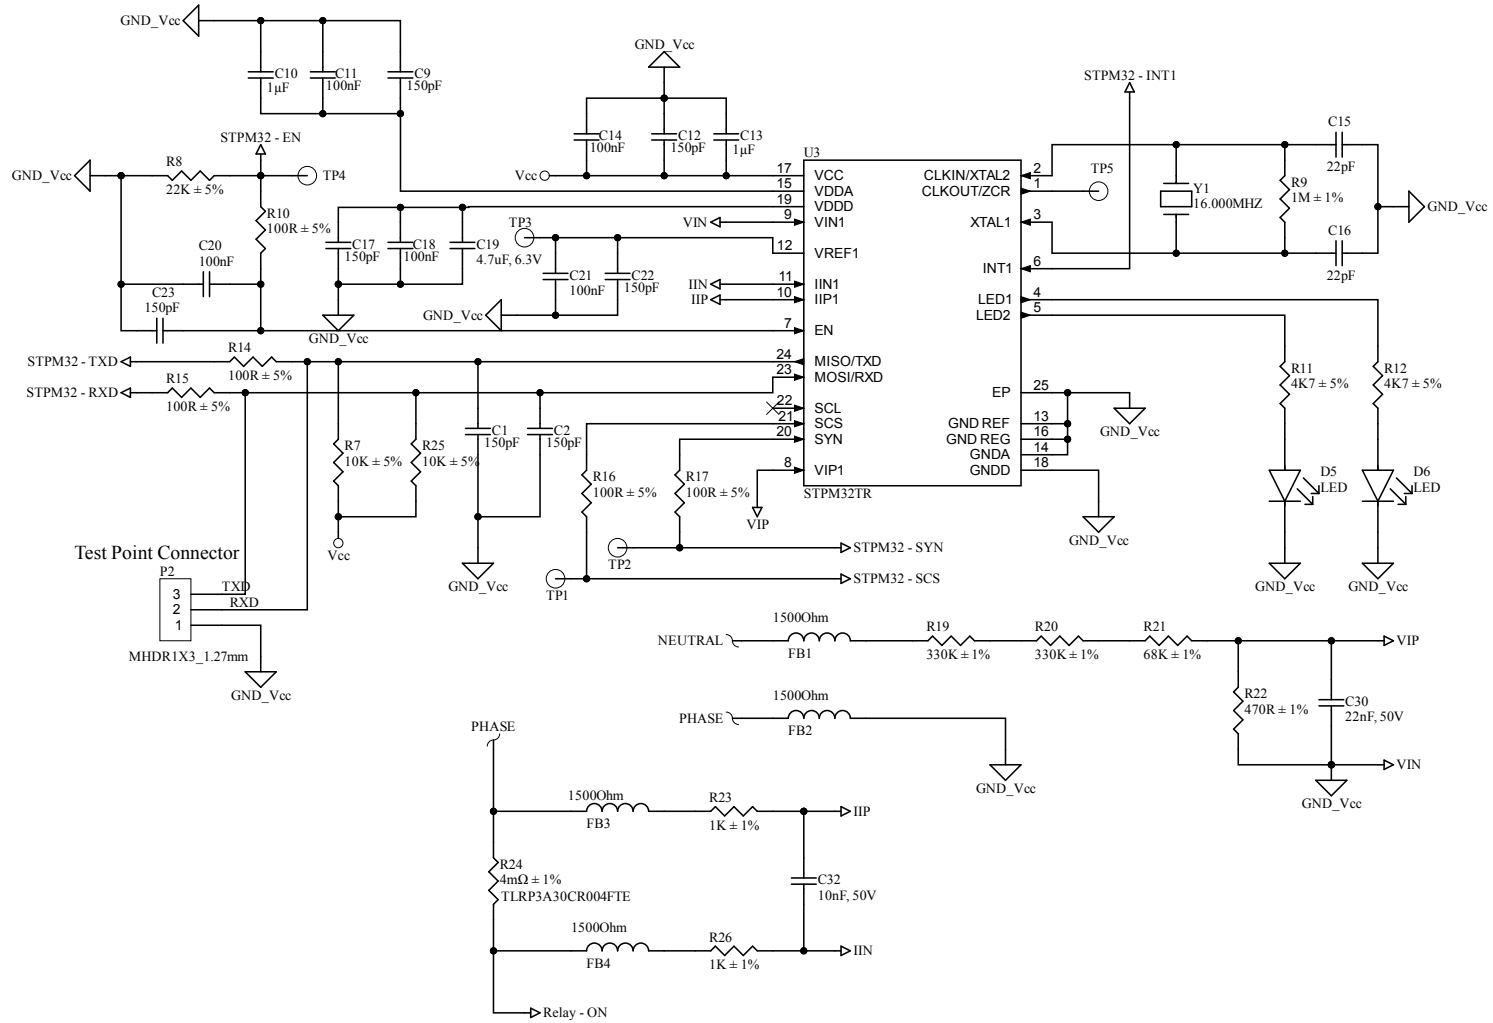 GND_Vcc
C10
1µF
C11
100nF
C9
150pF
GND_Vcc
C14
100nF
C12
150pF
C13
1µF
Vcc
STPM32 - INT1
STPM32 - EN
GND_Vcc
R8
22K ± 5%
TP4
R10
100R ± 5%
C20
100nF
C23
150pF
C17
150pF
C18
100nF
C19
4.7uF, 6.3V
GND_Vcc
TP3
C21
100nF
C22
150pF
GND_Vcc
VIN
IIN
IIP
U3
17 VCC
15 VDDA
19 VDDD
9 VIN1
12 VREF1
11 IIN1
10 IIP1
7 EN
24 MISO/TXD
23 MOSI/RXD
22 SCL
21 SCS
20 SYN
8 VIP1
CLKIN/XTAL2 2
CLKOUT/ZCR 1
XTAL1 3
INT1 6
LED1 4
LED2 5
EP 25
GND REF 13
GND REG 16
GNDA 14
GNDD 18
STPM32TR
TP5
Y1
16.000MHZ
R9
1M ± 1%
C15
22pF
C16
22pF
GND_Vcc
GND_Vcc
GND_Vcc
R11
4K7 ± 5%
R12
4K7 ± 5%
D5
LED
D6
LED
GND_Vcc
GND_Vcc
STPM32 - TXD
R14
100R ± 5%
STPM32 - RXD
R15
100R ± 5%
R7
10K ± 5%
R25
10K ± 5%
C1
150pF
C2
150pF
Vcc
GND_Vcc
R16
100R ± 5%
R17
100R ± 5%
VIP
TP2
STPM32 - SYN
TP1
STPM32 - SCS
Test Point Connector
P2
3 TXD
2 RXD
1
MHDR1X3_1.27mm
GND_Vcc
NEUTRAL
1500Ohm
FB1
R19
330K ± 1%
R20
330K ± 1%
R21
68K ± 1%
VIP
R22
470R ± 1%
C30
22nF, 50V
VIN
GND_Vcc
PHASE
1500Ohm
FB2
GND_Vcc
PHASE
1500Ohm
FB3
R23
1K ± 1%
IIP
R24
4mΩ ± 1%
TLRP3A30CR004FTE
C32
10nF, 50V
1500Ohm
FB4
R26
1K ± 1%
IIN
Relay - ON